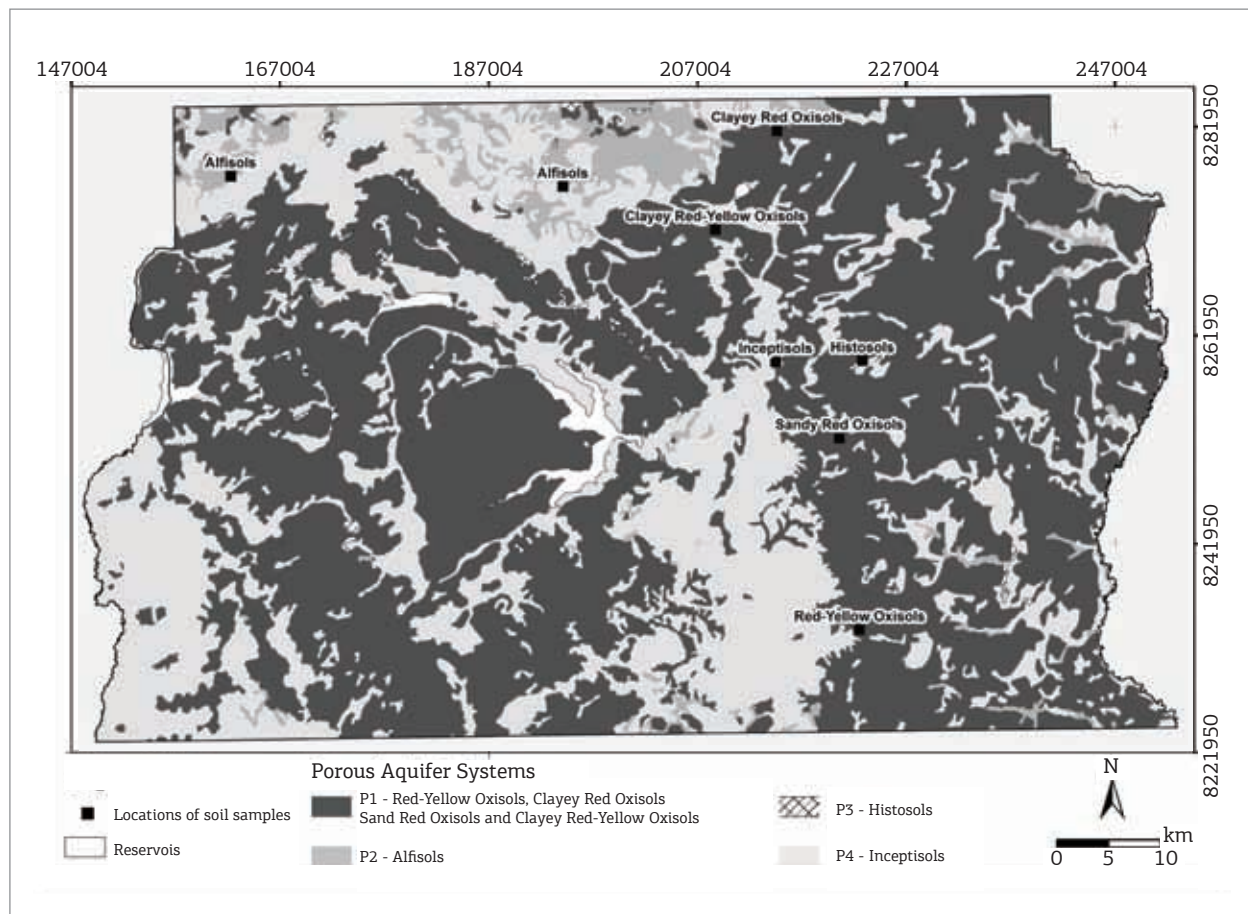 147004 167004 187004 207004 227004 247004
8281950
Clayey Red Oxisols
Alfisols
Alfisols
Clayey Red-Yellow Oxisols
8261950
Inceptisols
Histosols
Sandy Red Oxisols
8241950
Red-Yellow Oxisols
8221950
Porous Aquifer Systems
Locations of soil samples
Reservois
P1 - Red-Yellow Oxisols, Clayey Red Oxisols
Sand Red Oxisols and Clayey Red-Yellow Oxisols
P2 - Alfisols
P3 - Histosols
P4 - Inceptisols
N
km
0 5 10